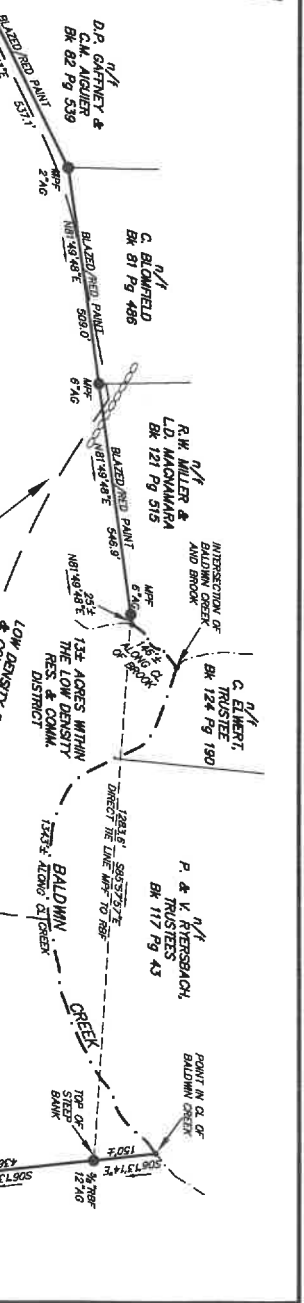 n/f
D.P. GAFFNEY &
C.M. AIGUIER
Bk 82 Pg 539
BLAZED/RED PAINT
537.1'
MPF
2"AG
n/f
C. BLOMFIELD
Bk 81 Pg 486
BLAZED/RED PAINT
N81°49'48"E
509.0'
MPF
6"AG
n/f
R.W. MILLER &
L.D. MACNAMARA
Bk 121 Pg 515
BLAZED/RED PAINT
N81°49'48"E
546.9'
MPF
6"AG
25'±
N81°49'48"E
INTERSECTION OF
BALDWIN CREEK
AND BROOK
145'± CL
ALONG CL
OF BROOK
n/f
C. ELWERT,
TRUSTEE
Bk 124 Pg 190
13± ACRES WITHIN
THE LOW DENSITY
RES. & COMM.
DISTRICT
LOW DENSITY
n/f
P. & V. RYERSBACH,
TRUSTEES
Bk 117 Pg 43
1283.6'
DIRECT TIE LINE MPF TO RBF
BALDWIN
CREEK
1343'± ALONG CL CREEK
POINT IN CL OF
BALDWIN CREEK
TOP OF
STEEP
BANK
150'±
S06°13'14"E
⅝"RBF
12"AG
436